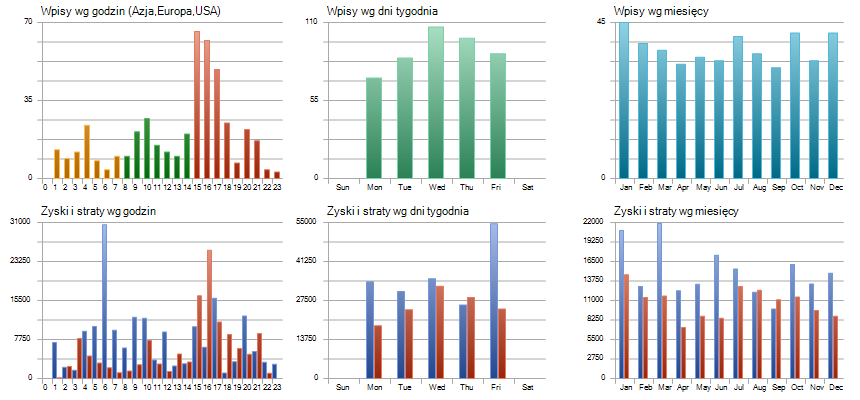 Wpisy wg godzin (Azja,Europa,USA)
70
35
0
0 1 2 3 4 5 6 7 8 9 10 11 12 13 14 15 16 17 18 19 20 21 22 23
Wpisy wg dni tygodnia
110
55
0
Sun Mon Tue Wed Thu Fri Sat
Wpisy wg miesięcy
45
0
Jan Feb Mar Apr May Jun Jul Aug Sep Oct Nov Dec
Zyski i straty wg godzin
31000
23250
15500
7750
0
0 1 2 3 4 5 6 7 8 9 10 11 12 13 14 15 16 17 18 19 20 21 22 23
Zyski i straty wg dni tygodnia
55000
41250
27500
13750
0
Sun Mon Tue Wed Thu Fri Sat
Zyski i straty wg miesięcy
22000
19250
16500
13750
11000
8250
5500
2750
0
Jan Feb Mar Apr May Jun Jul Aug Sep Oct Nov Dec